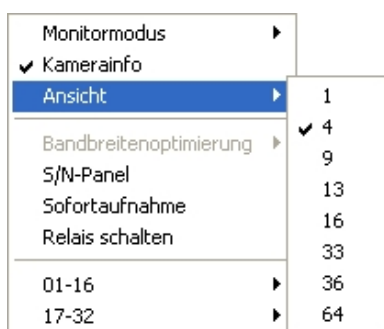 Monitormodus
Kamerainfo
Ansicht
Bandbreitenoptimierung
S/N-Panel
Sofortaufnahme
Relais schalten
01-16
17-32
1
4
9
13
16
33
36
64